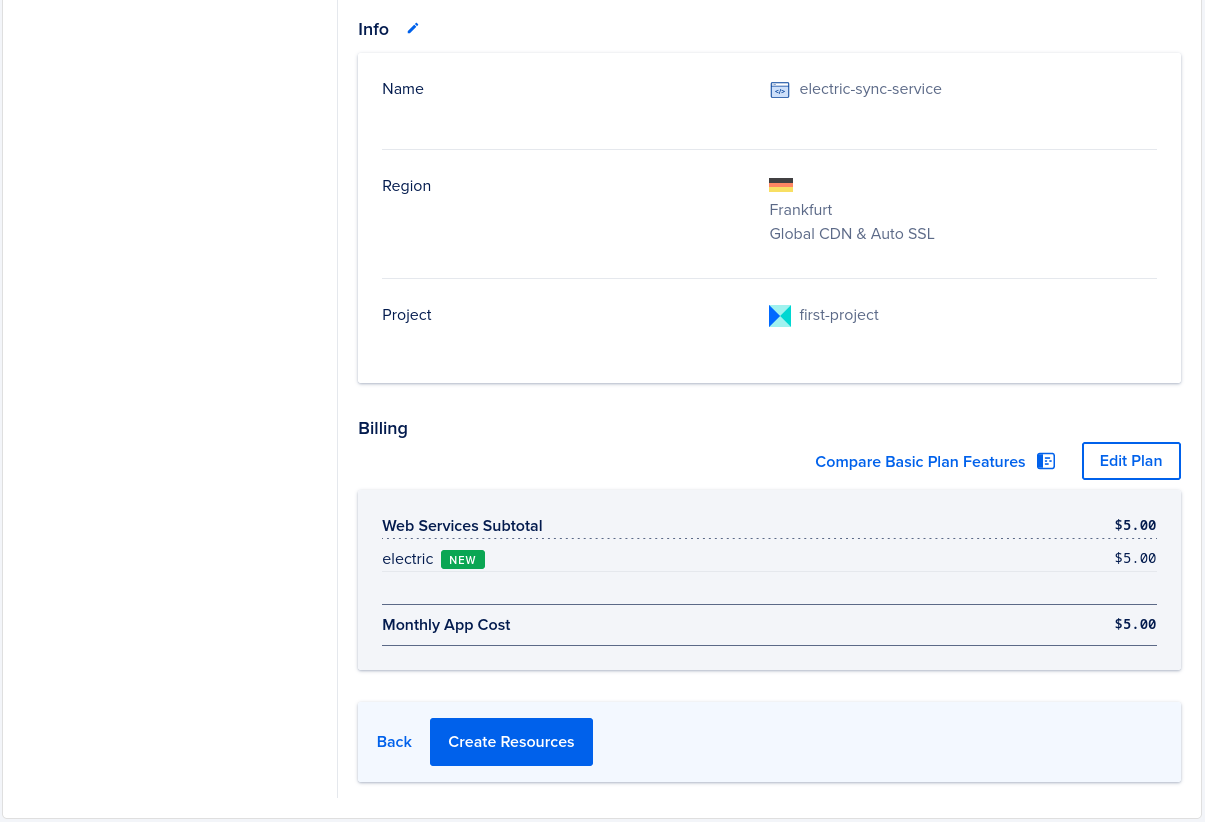 Info
Name
electric-sync-service
Region
Frankfurt
Global CDN & Auto SSL
Project
first-project
Billing
Compare Basic Plan Features
Edit Plan
Web Services Subtotal $5.00
electric NEW $5.00
Monthly App Cost $5.00
Back Create Resources